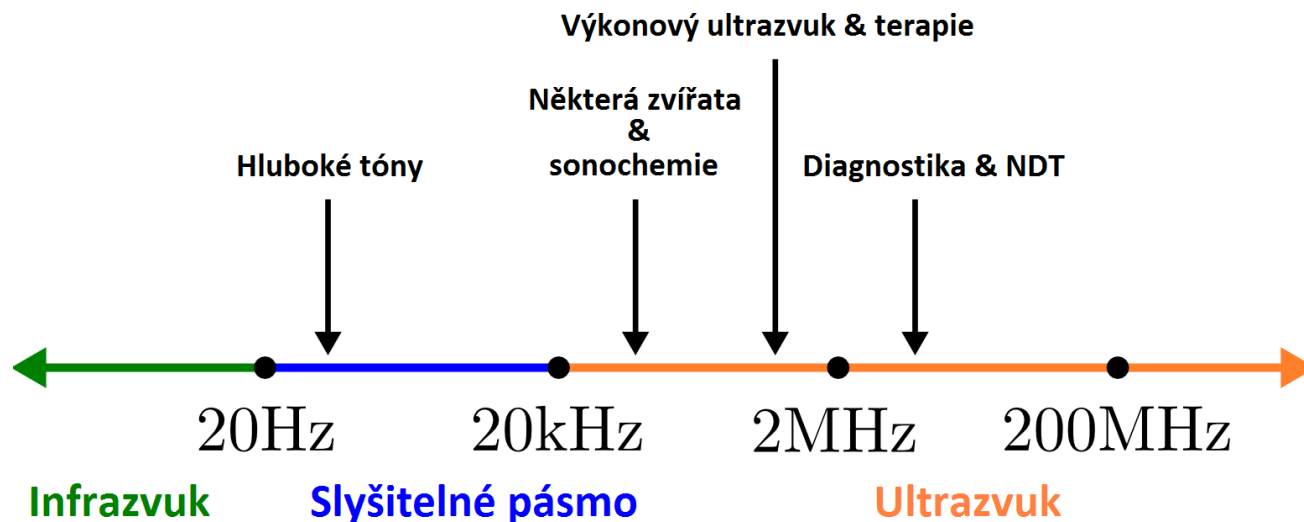 Výkonový ultrazvuk & terapie
Některá zvířata
&
sonochemie
Hluboké tóny
Diagnostika & NDT
20Hz
20kHz
2MHz
200MHz
Infrazvuk
Slyšitelné pásmo
Ultrazvuk